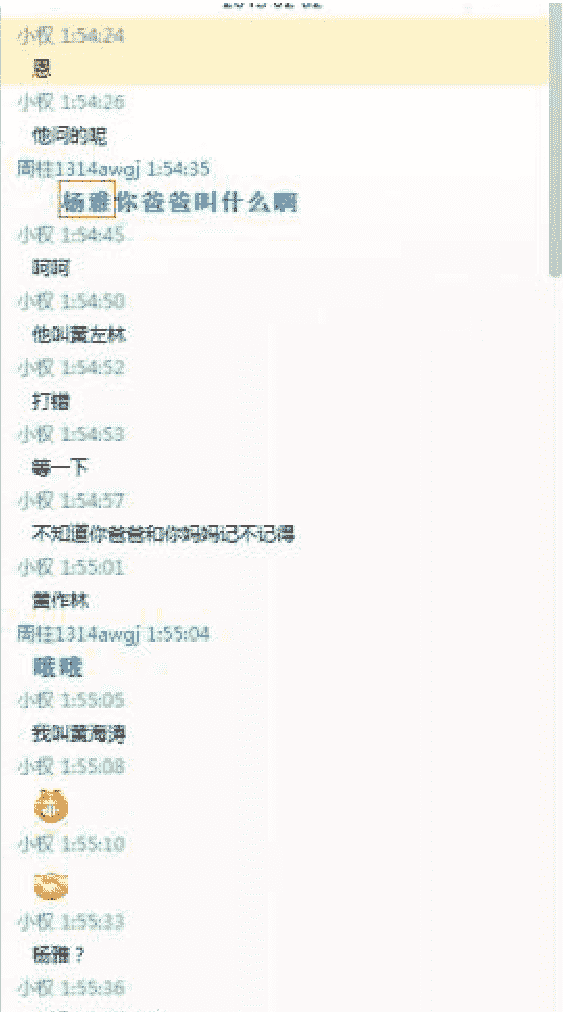 小权 1:54:24
恩
小权 1:54:26
他问的呢
周桂1314awgj 1:54:35
杨雅你爸爸叫什么啊
小权 1:54:45
呵呵
小权 1:54:50
他叫董左林
小权 1:54:52
打错
小权 1:54:53
等一下
小权 1:54:57
不知道你爸爸和你妈妈记不记得
小权 1:55:01
董作林
周桂1314awgj 1:55:04
哦哦
小权 1:55:05
我叫董海涛
小权 1:55:08
小权 1:55:10
小权 1:55:33
杨雅？
小权 1:55:36